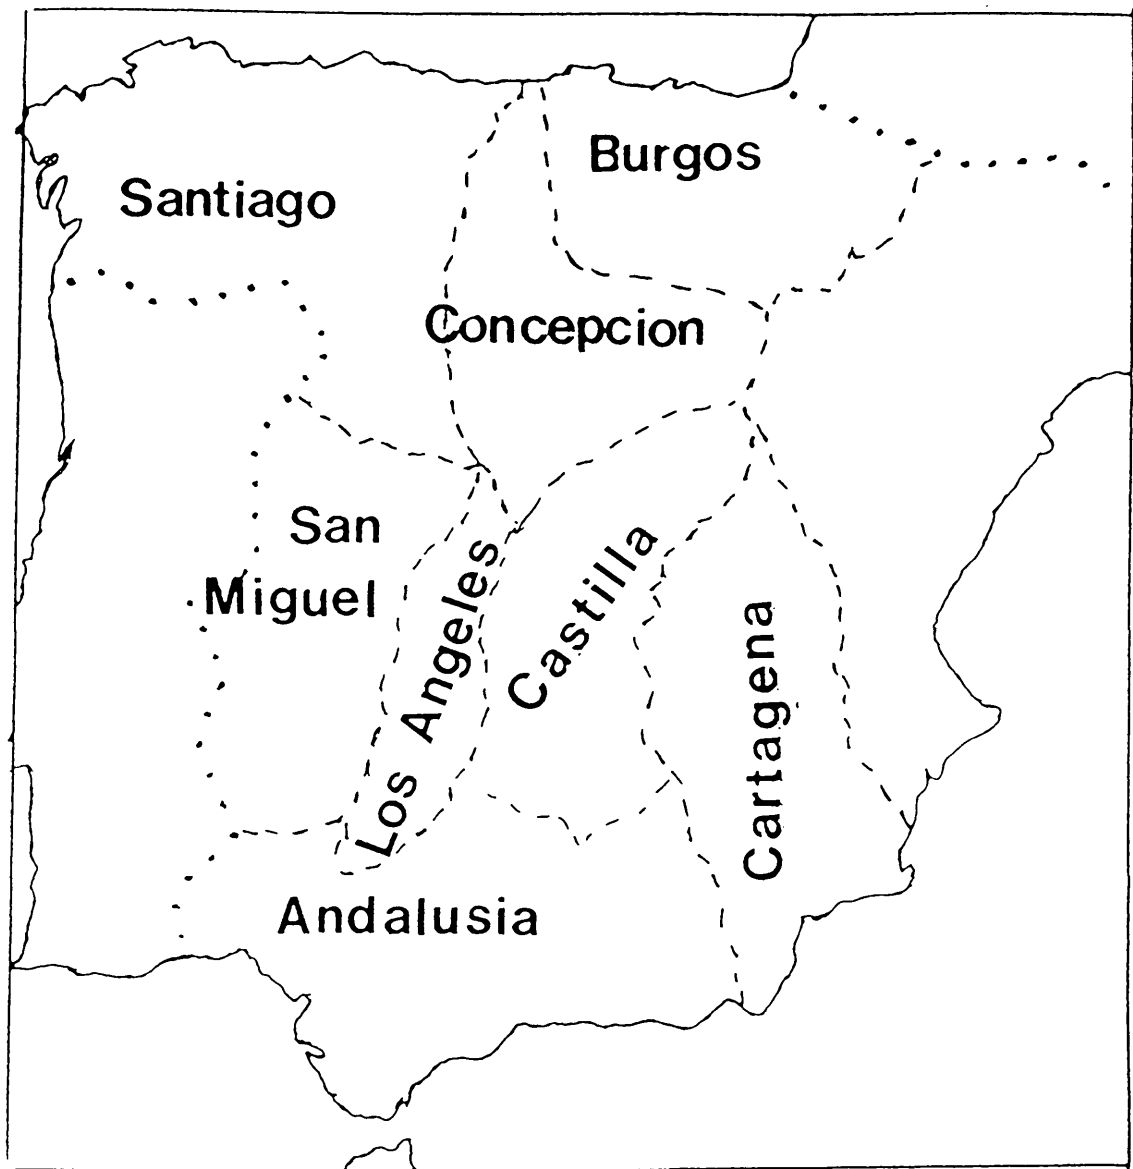 Burgos
Santiago
Concepcion
San
Miguel
Los Angeles
Castilla
Cartagena
Andalusia